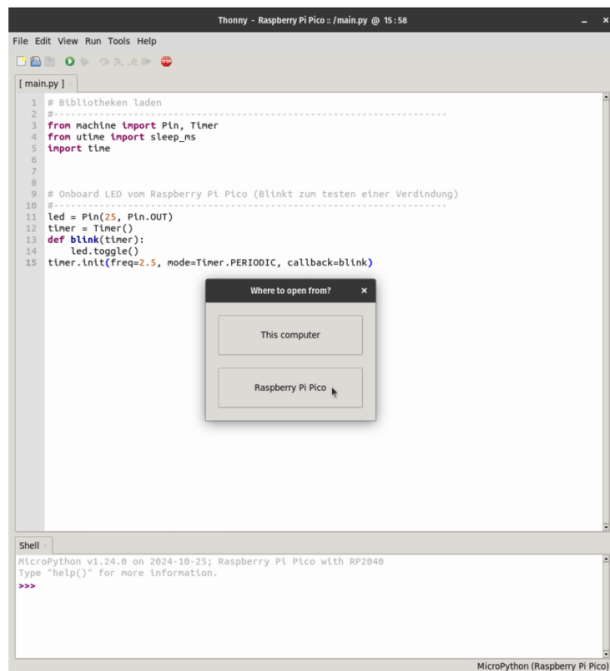 Thonny - Raspberry Pi Pico :: /main.py @ 15 : 58
File Edit View Run Tools Help
[ main.py ]
1 # Bibliotheken laden
2 #----------------------------------------------------------------------
3 from machine import Pin, Timer
4 from utime import sleep_ms
5 import time
6
7
8
9 # Onboard LED vom Raspberry Pi Pico (Blinkt zum testen einer Verdindung)
10 #----------------------------------------------------------------------
11 led = Pin(25, Pin.OUT)
12 timer = Timer()
13 def blink(timer):
14 led.toggle()
15 timer.init(freq=2.5, mode=Timer.PERIODIC, callback=blink)
Where to open from?
This computer
Raspberry Pi Pico
Shell
MicroPython v1.24.0 on 2024-10-25; Raspberry Pi Pico with RP2040
Type "help()" for more information.
>>>
MicroPython (Raspberry Pi Pico)